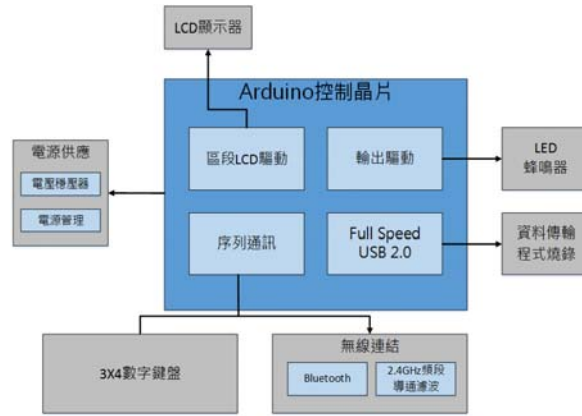 LCD顯示器
Arduino控制晶片
電源供應
電壓穩壓器
電源管理
區段LCD驅動
輸出驅動
LED
蜂鳴器
序列通訊
Full Speed
USB 2.0
資料傳輸
程式燒錄
3X4數字鍵盤
無線連結
Bluetooth
2.4GHz頻段
導通濾波